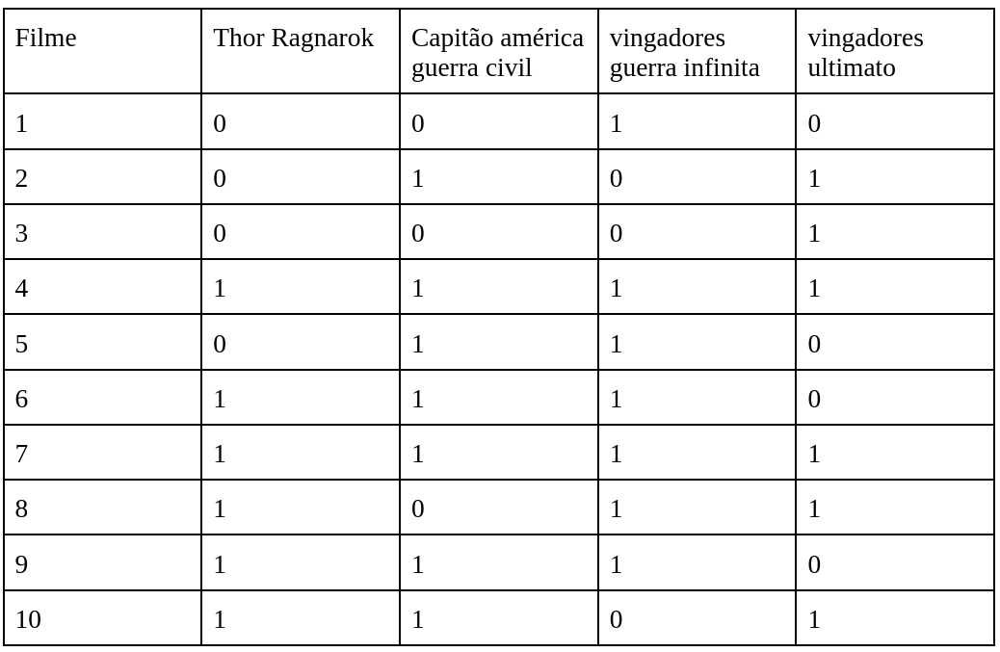 Filme Thor Ragnarok Capitão américa guerra civil vingadores guerra infinita vingadores ultimato
1 0 0 1 0
2 0 1 0 1
3 0 0 0 1
4 1 1 1 1
5 0 1 1 0
6 1 1 1 0
7 1 1 1 1
8 1 0 1 1
9 1 1 1 0
10 1 1 0 1